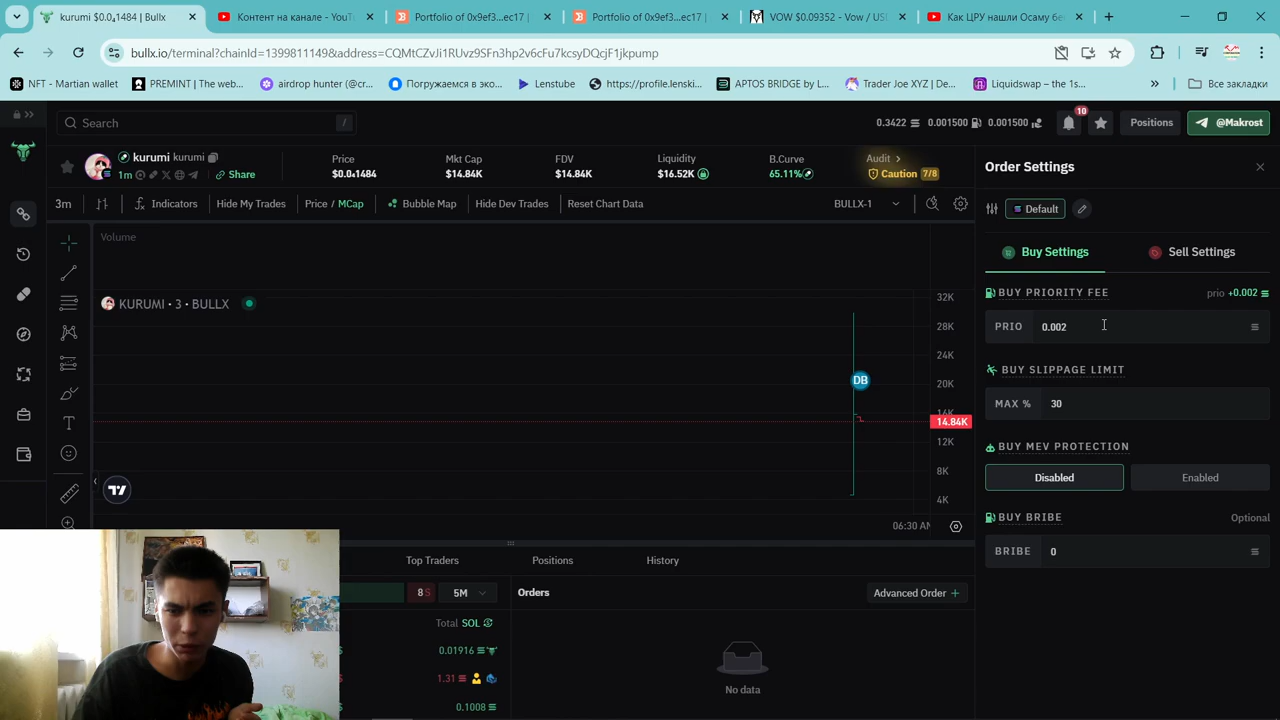 kurumi $0.0₄1484 | Bullx
Контент на канале - YouT
Portfolio of 0x9ef3...ec17 |
Portfolio of 0x9ef3...ec17 |
VOW $0.09352 - Vow / US
Как ЦРУ нашли Осаму бе
bullx.io/terminal?chainId=1399811149&address=CQMtCZvJi1RUvz9SFn3hp2v6cFu7kcsyDQcjF1jkpump
NFT - Martian wallet
PREMINT | The web...
airdrop hunter (@cr...
Погружаемся в эко...
Lenstube
https://profile.lenski...
APTOS BRIDGE by L...
Trader Joe XYZ | De...
Liquidswap – the 1s...
»
Все закладки
Search
/
0.3422
0.001500
0.001500
10
Positions
@Makrost
kurumi kurumi
1m
Share
Price
$0.0₄1484
Mkt Cap
$14.84K
FDV
$14.84K
Liquidity
$16.52K
B.Curve
65.11%
Audit
Caution 7/8
3m
Indicators
Hide My Trades
Price / MCap
Bubble Map
Hide Dev Trades
Reset Chart Data
BULLX-1
Volume
KURUMI · 3 · BULLX
32K
28K
24K
20K
16K
14.84K
12K
8K
4K
DB
06:30 AM
Order Settings
Default
Buy Settings
Sell Settings
BUY PRIORITY FEE
prio +0.002
PRIO 0.002
BUY SLIPPAGE LIMIT
MAX % 30
BUY MEV PROTECTION
Disabled
Enabled
BUY BRIBE
Optional
BRIBE 0
Top Traders
Positions
History
8 S
5M
Orders
Advanced Order +
Total SOL
0.01916
1.31
0.1008
No data